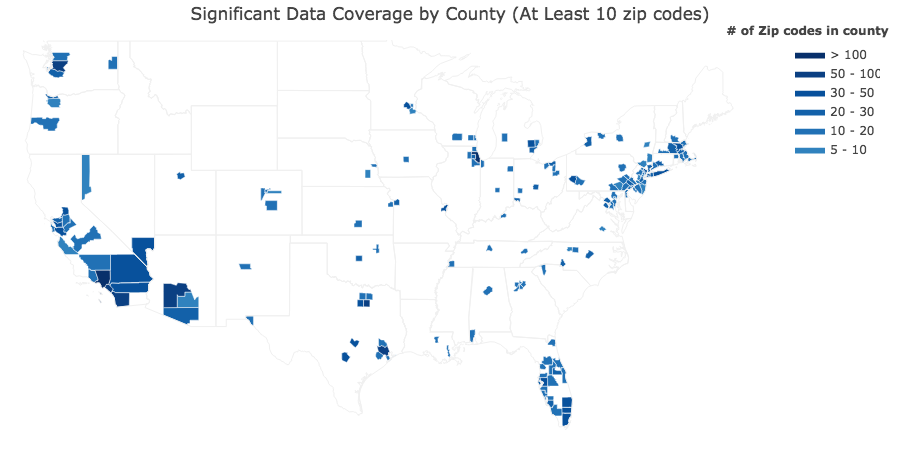 Significant Data Coverage by County (At Least 10 zip codes)
# of Zip codes in county
> 100
50 - 100
30 - 50
20 - 30
10 - 20
5 - 10